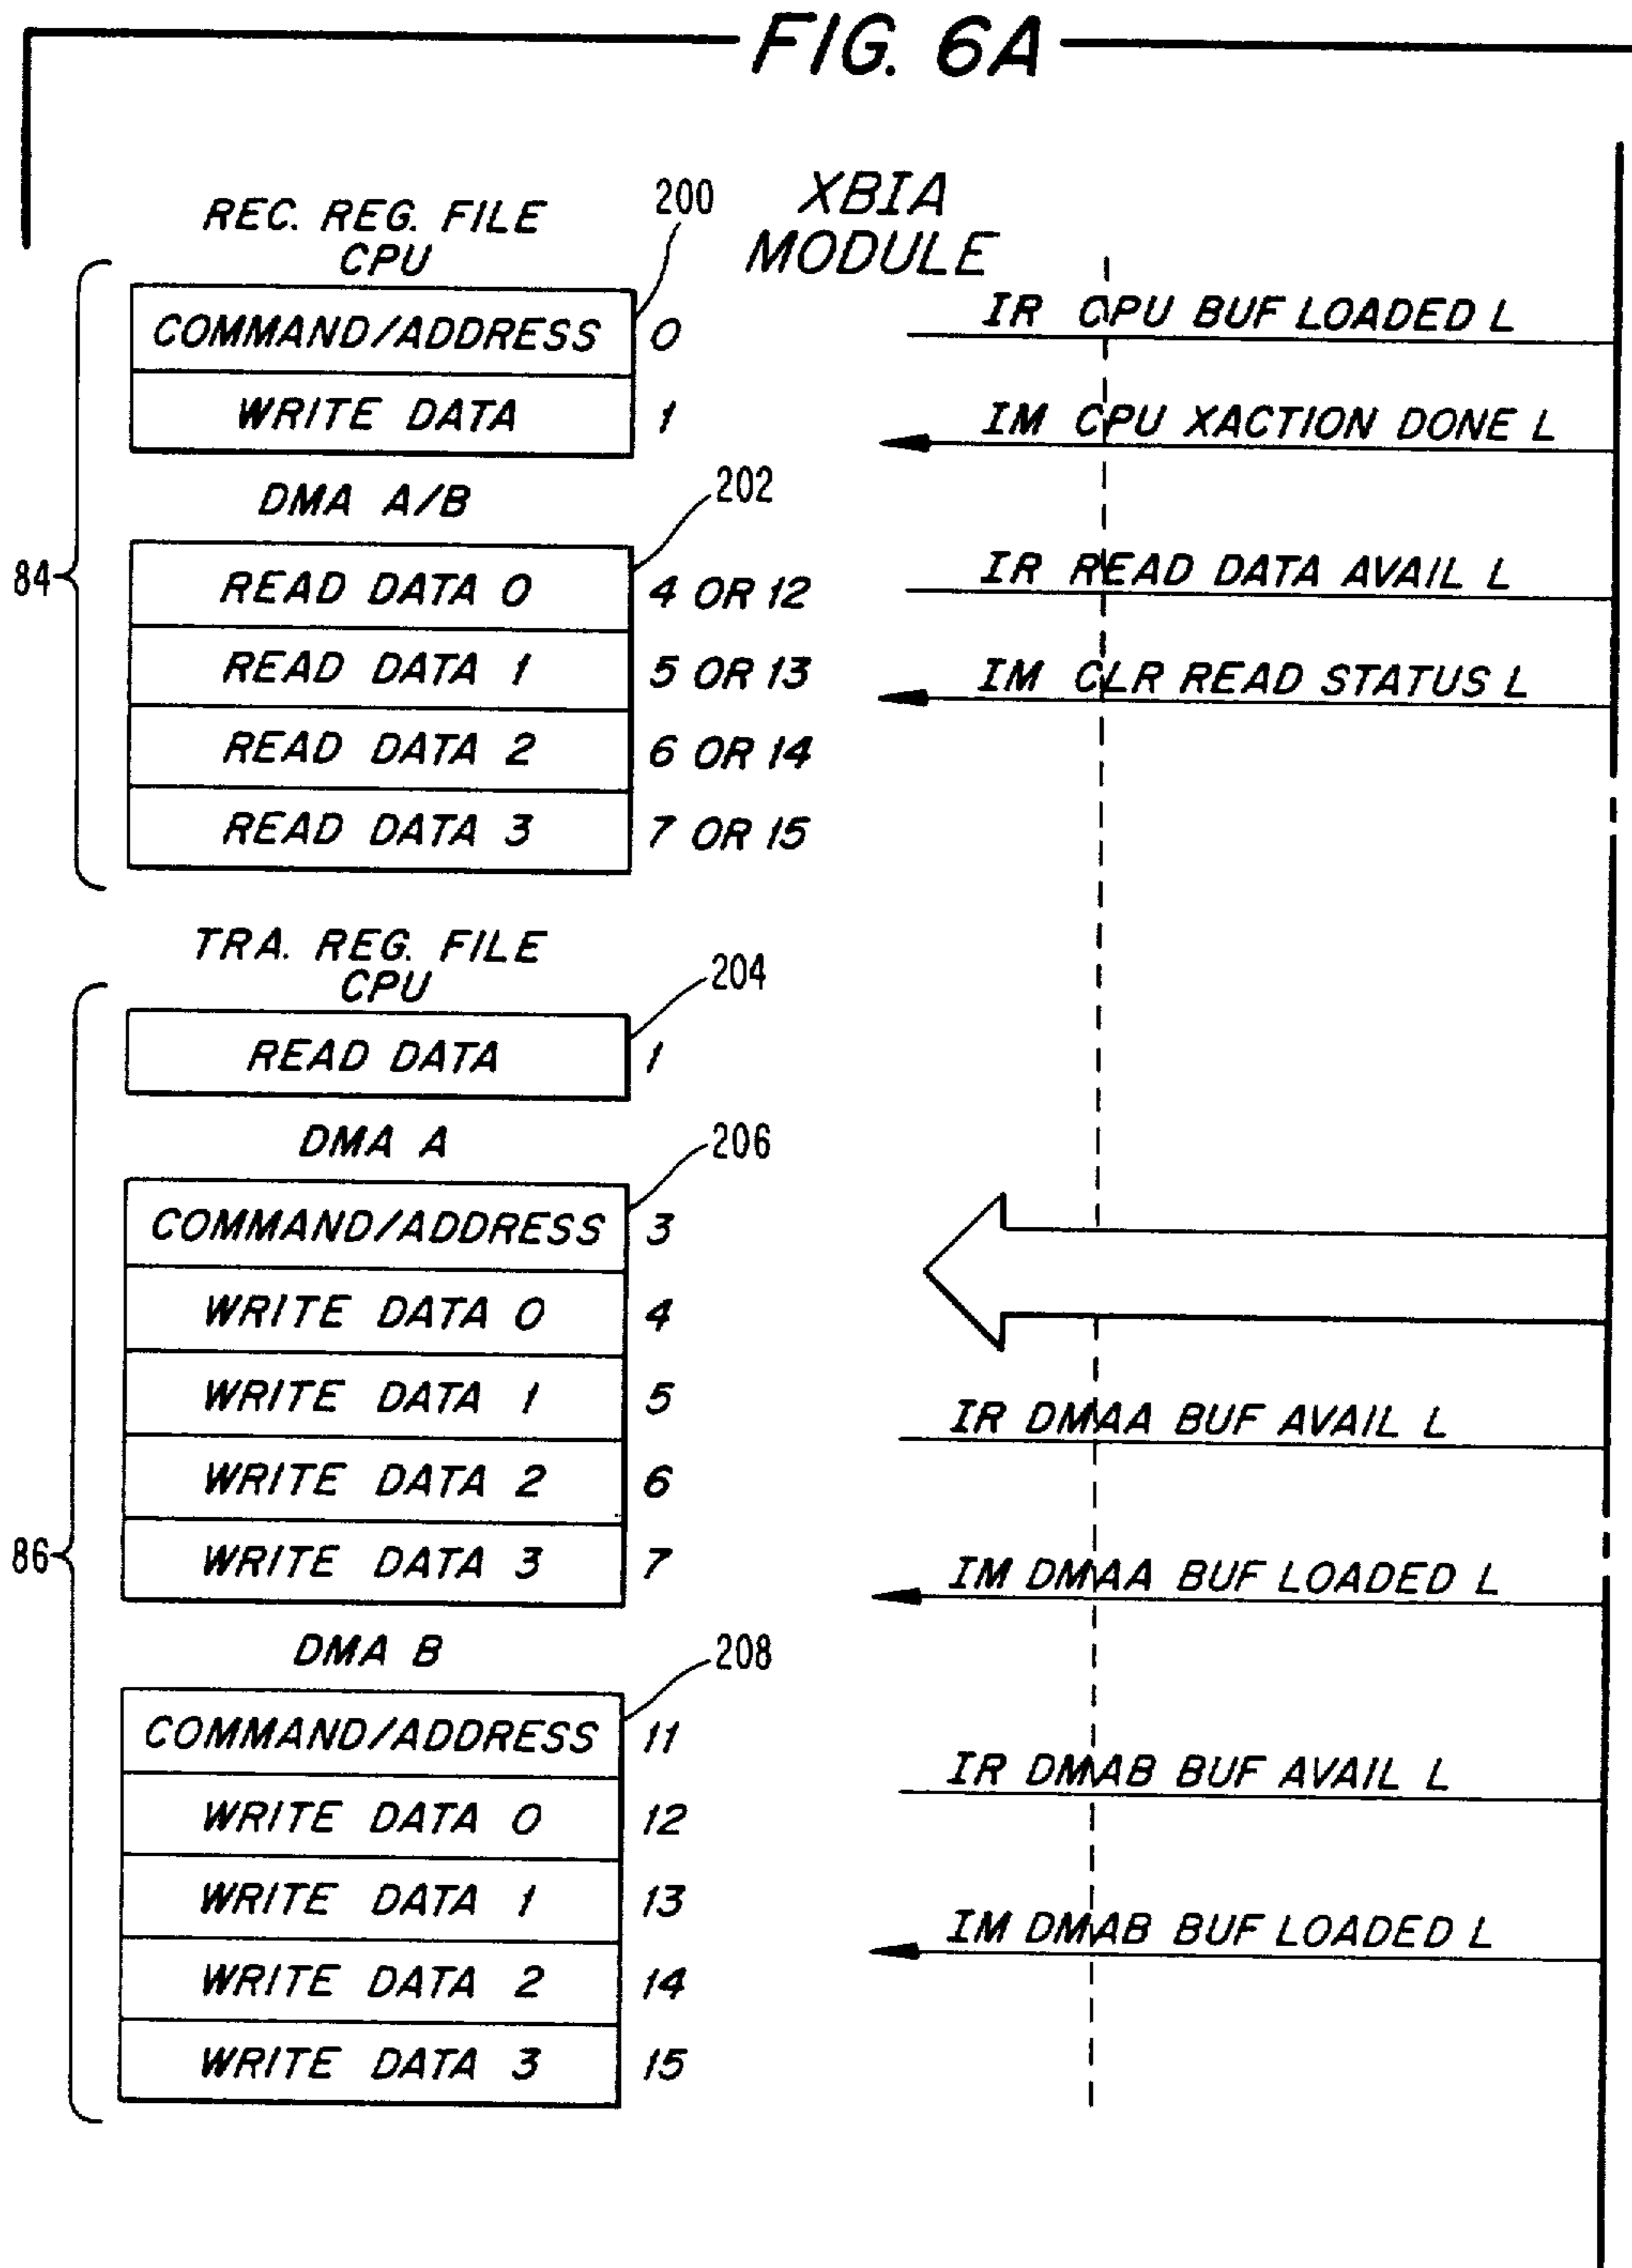 FIG. 6A
XBIA
MODULE
REC. REG. FILE
CPU
200
COMMAND/ADDRESS 0
WRITE DATA 1
DMA A/B
202
84
READ DATA 0 4 OR 12
READ DATA 1 5 OR 13
READ DATA 2 6 OR 14
READ DATA 3 7 OR 15
TRA. REG. FILE
CPU
204
READ DATA 1
DMA A
206
COMMAND/ADDRESS 3
WRITE DATA 0 4
WRITE DATA 1 5
WRITE DATA 2 6
WRITE DATA 3 7
86
DMA B
208
COMMAND/ADDRESS 11
WRITE DATA 0 12
WRITE DATA 1 13
WRITE DATA 2 14
WRITE DATA 3 15
IR CPU BUF LOADED L
IM CPU XACTION DONE L
IR READ DATA AVAIL L
IM CLR READ STATUS L
IR DMAA BUF AVAIL L
IM DMAA BUF LOADED L
IR DMAB BUF AVAIL L
IM DMAB BUF LOADED L